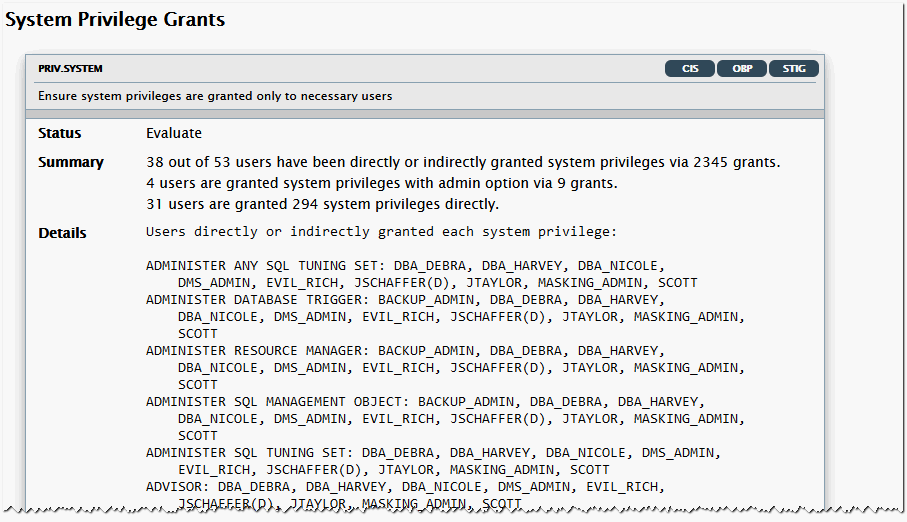 System Privilege Grants
PRIV.SYSTEM CIS OBP STIG
Ensure system privileges are granted only to necessary users
Status Evaluate
Summary 38 out of 53 users have been directly or indirectly granted system privileges via 2345 grants.
4 users are granted system privileges with admin option via 9 grants.
31 users are granted 294 system privileges directly.
Details Users directly or indirectly granted each system privilege:
ADMINISTER ANY SQL TUNING SET: DBA_DEBRA, DBA_HARVEY, DBA_NICOLE,
DMS_ADMIN, EVIL_RICH, JSCHAFFER(D), JTAYLOR, MASKING_ADMIN, SCOTT
ADMINISTER DATABASE TRIGGER: BACKUP_ADMIN, DBA_DEBRA, DBA_HARVEY,
DBA_NICOLE, DMS_ADMIN, EVIL_RICH, JSCHAFFER(D), JTAYLOR, MASKING_ADMIN,
SCOTT
ADMINISTER RESOURCE MANAGER: BACKUP_ADMIN, DBA_DEBRA, DBA_HARVEY,
DBA_NICOLE, DMS_ADMIN, EVIL_RICH, JSCHAFFER(D), JTAYLOR, MASKING_ADMIN,
SCOTT
ADMINISTER SQL MANAGEMENT OBJECT: BACKUP_ADMIN, DBA_DEBRA, DBA_HARVEY,
DBA_NICOLE, DMS_ADMIN, EVIL_RICH, JSCHAFFER(D), JTAYLOR, MASKING_ADMIN,
SCOTT
ADMINISTER SQL TUNING SET: DBA_DEBRA, DBA_HARVEY, DBA_NICOLE, DMS_ADMIN,
EVIL_RICH, JSCHAFFER(D), JTAYLOR, MASKING_ADMIN, SCOTT
ADVISOR: DBA_DEBRA, DBA_HARVEY, DBA_NICOLE, DMS_ADMIN, EVIL_RICH,
JSCHAFFER(D), JTAYLOR, MASKING_ADMIN, SCOTT